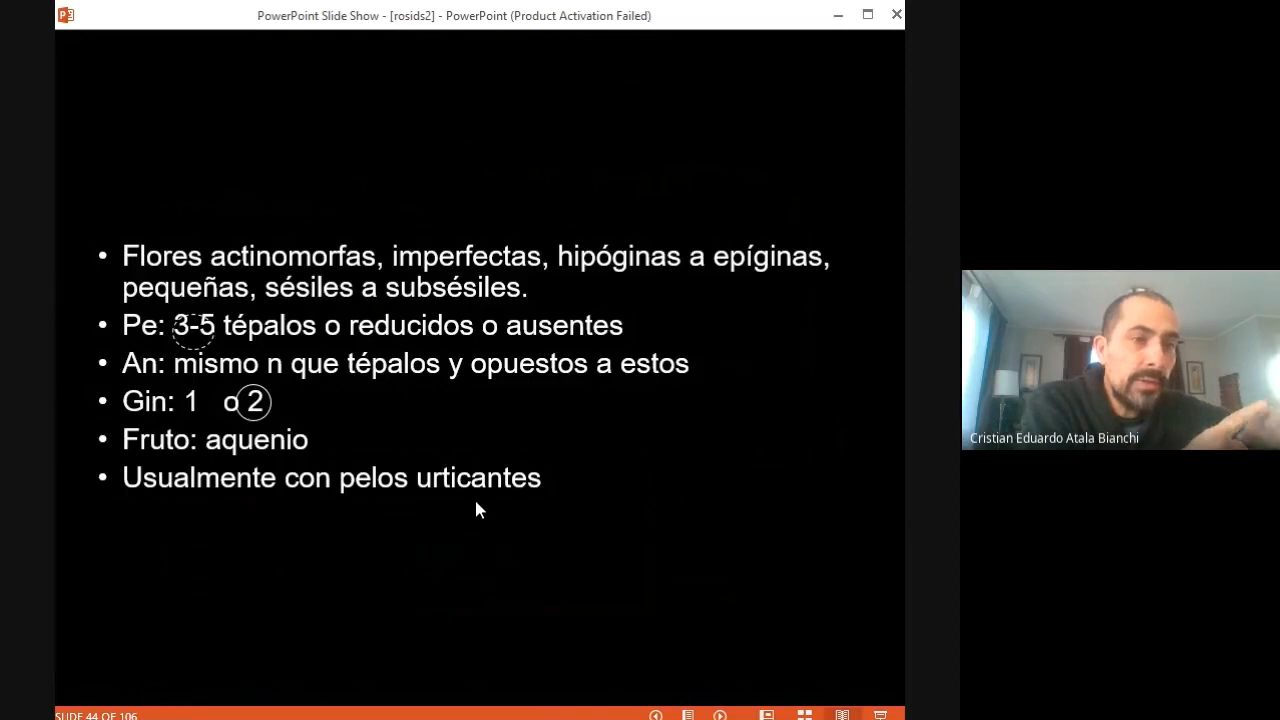 PowerPoint Slide Show - [rosids2] - PowerPoint (Product Activation Failed)
• Flores actinomorfas, imperfectas, hipóginas a epíginas,
pequeñas, sésiles a subsésiles.
• Pe: 3-5 tépalos o reducidos o ausentes
• An: mismo n que tépalos y opuestos a estos
• Gin: 1 o 2
• Fruto: aquenio
• Usualmente con pelos urticantes
Cristian Eduardo Atala Bianchi
SLIDE 44 OF 106